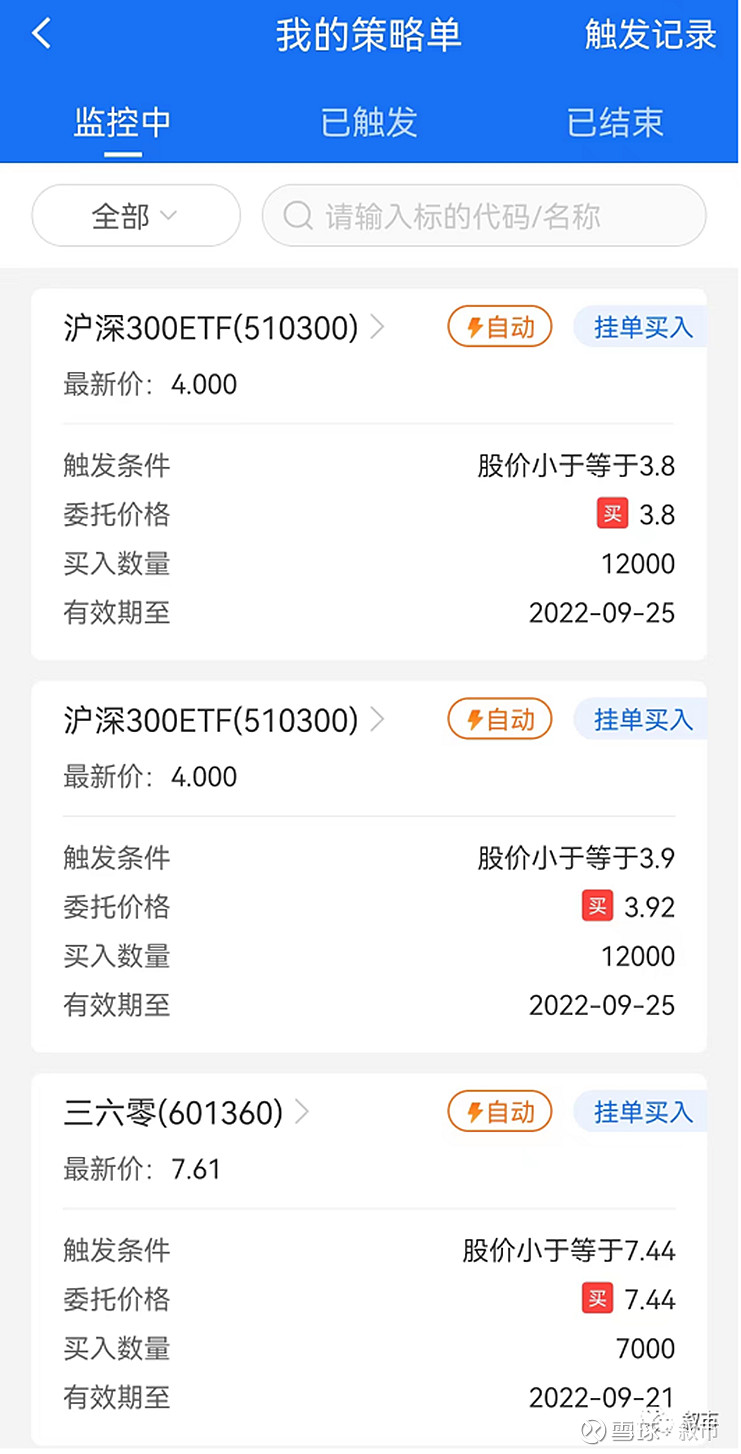 我的策略单 触发记录
监控中 已触发 已结束
全部 请输入标的代码/名称
沪深300ETF(510300) 自动 挂单买入
最新价: 4.000
触发条件 股价小于等于3.8
委托价格 买 3.8
买入数量 12000
有效期至 2022-09-25
沪深300ETF(510300) 自动 挂单买入
最新价: 4.000
触发条件 股价小于等于3.9
委托价格 买 3.92
买入数量 12000
有效期至 2022-09-25
三六零(601360) 自动 挂单买入
最新价: 7.61
触发条件 股价小于等于7.44
委托价格 买 7.44
买入数量 7000
有效期至 2022-09-21
叙市
雪球: 叙市